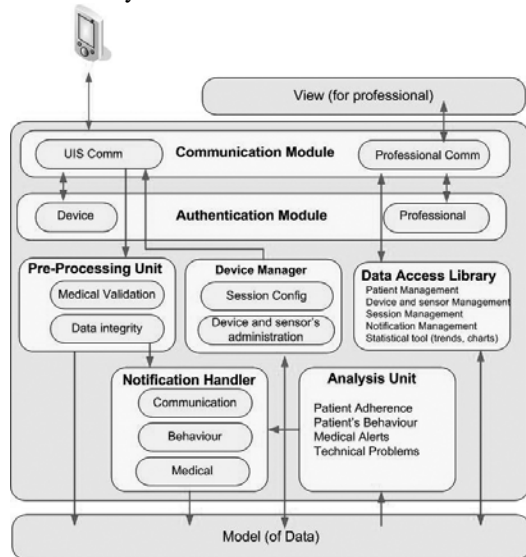 View (for professional)
UIS Comm
Communication Module
Professional Comm
Device
Authentication Module
Professional
Pre-Processing Unit
Medical Validation
Data integrity
Device Manager
Session Config
Device and sensor's
administration
Data Access Library
Patient Management
Device and sensor Management
Session Management
Notification Management
Statistical tool (trends, charts)
Notification Handler
Communication
Behaviour
Medical
Analysis Unit
Patient Adherence
Patient's Behaviour
Medical Alerts
Technical Problems
Model (of Data)